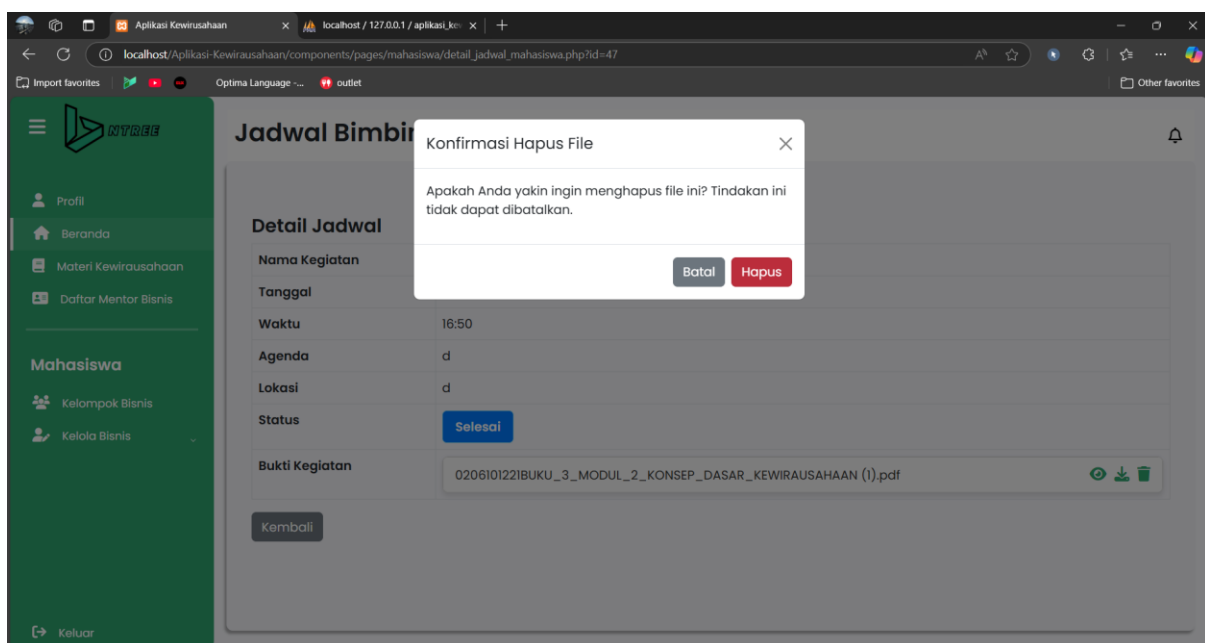 Aplikasi Kewirusahaan
localhost / 127.0.0.1 / aplikasi_ke
localhost/Aplikasi-Kewirausahaan/components/pages/mahasiswa/detail_jadwal_mahasiswa.php?id=47
Import favorites
Optima Language -...
outlet
Other favorites
NTREE
Jadwal Bimbin
Profil
Beranda
Materi Kewirausahaan
Daftar Mentor Bisnis
Mahasiswa
Kelompok Bisnis
Kelola Bisnis
Keluar
Konfirmasi Hapus File
Apakah Anda yakin ingin menghapus file ini? Tindakan ini
tidak dapat dibatalkan.
Batal Hapus
Detail Jadwal
Nama Kegiatan
Tanggal
Waktu 16:50
Agenda d
Lokasi d
Status Selesai
Bukti Kegiatan 0206101221BUKU_3_MODUL_2_KONSEP_DASAR_KEWIRAUSAHAAN (1).pdf
Kembali